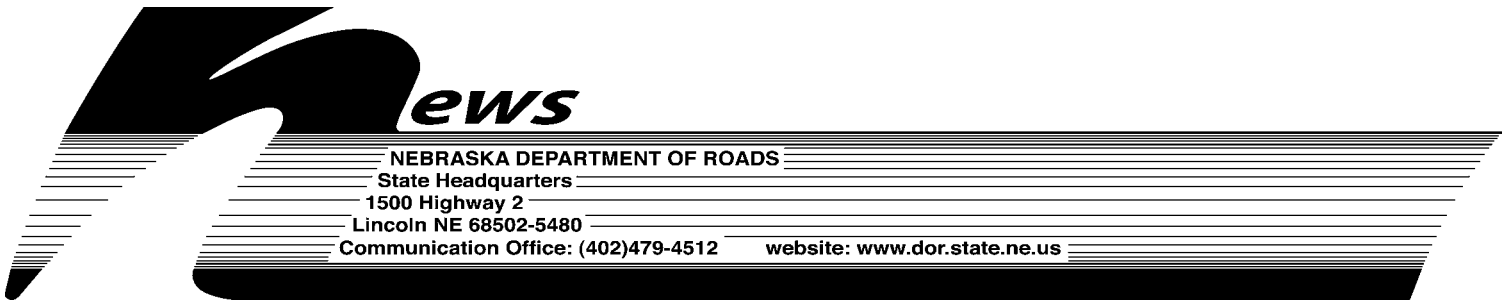 news
NEBRASKA DEPARTMENT OF ROADS
State Headquarters
1500 Highway 2
Lincoln NE 68502-5480
Communication Office: (402)479-4512 website: www.dor.state.ne.us